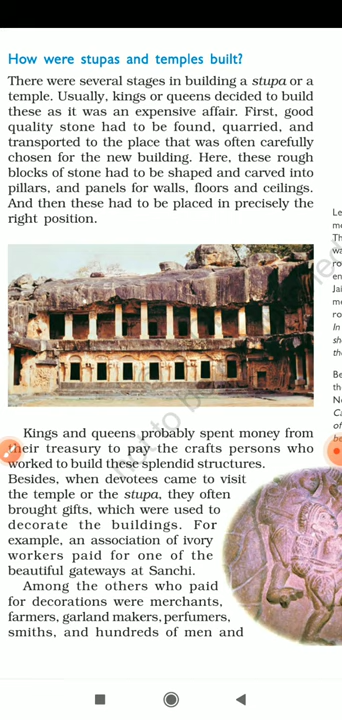 How were stupas and temples built?
There were several stages in building a stupa or a
temple. Usually, kings or queens decided to build
these as it was an expensive affair. First, good
quality stone had to be found, quarried, and
transported to the place that was often carefully
chosen for the new building. Here, these rough
blocks of stone had to be shaped and carved into
pillars, and panels for walls, floors and ceilings.
And then these had to be placed in precisely the
right position.
Kings and queens probably spent money from
their treasury to pay the crafts persons who
worked to build these splendid structures.
Besides, when devotees came to visit
the temple or the stupa, they often
brought gifts, which were used to
decorate the buildings. For
example, an association of ivory
workers paid for one of the
beautiful gateways at Sanchi.
Among the others who paid
for decorations were merchants,
farmers, garland makers, perfumers,
smiths, and hundreds of men and